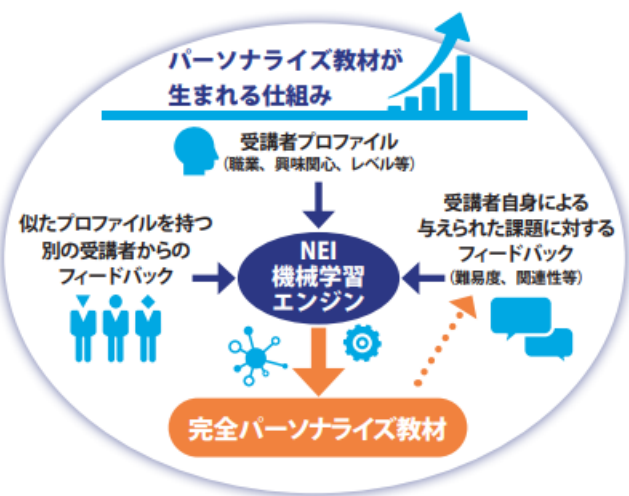 パーソナライズ教材が
生まれる仕組み
受講者プロファイル
(職業、興味関心、レベル等)
似たプロファイルを持つ
別の受講者からの
フィードバック
NEI
機械学習
エンジン
受講者自身による
与えられた課題に対する
フィードバック
(難易度、関連性等)
完全パーソナライズ教材